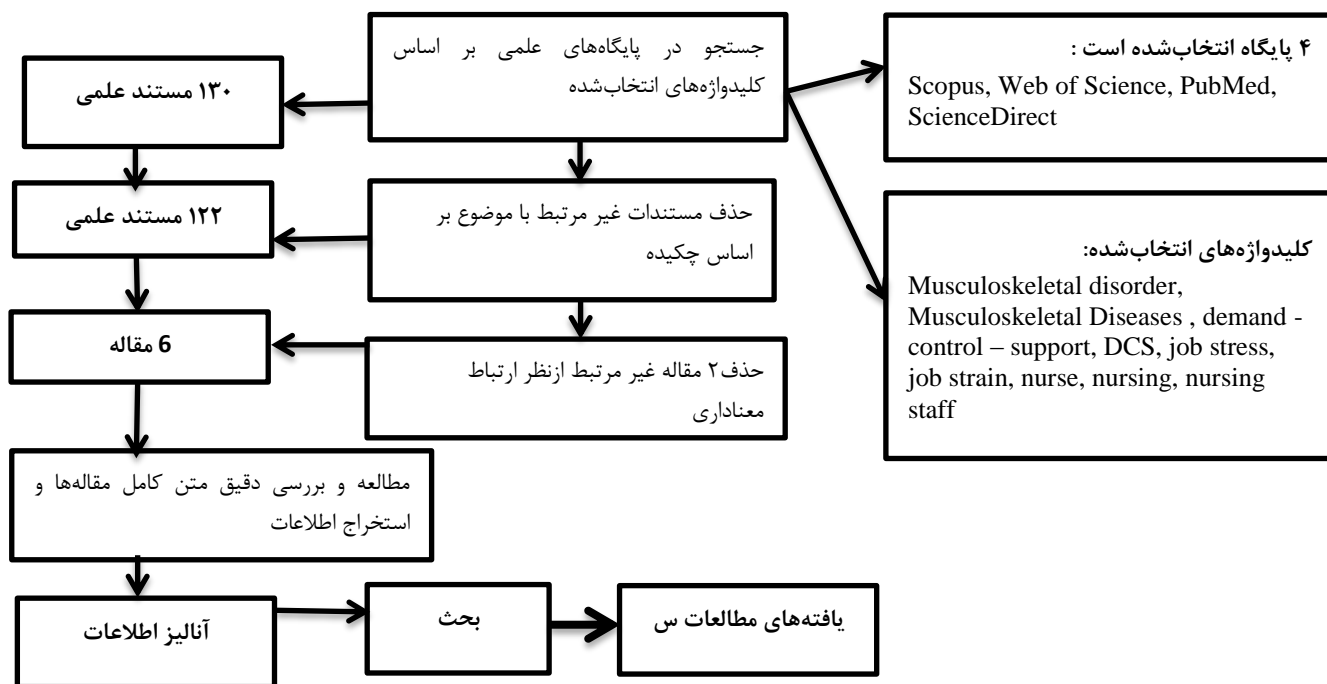 ۴ پایگاه انتخاب‌شده است :
Scopus, Web of Science, PubMed,
ScienceDirect
جستجو در پایگاه‌های علمی بر اساس
کلیدواژه‌های انتخاب‌شده
۱۳۰ مستند علمی
کلیدواژه‌های انتخاب‌شده:
Musculoskeletal disorder,
Musculoskeletal Diseases , demand -
control – support, DCS, job stress,
job strain, nurse, nursing, nursing
staff
حذف مستندات غیر مرتبط با موضوع بر
اساس چکیده
۱۲۲ مستند علمی
حذف۲ مقاله غیر مرتبط ازنظر ارتباط
معناداری
6 مقاله
مطالعه و بررسی دقیق متن کامل مقاله‌ها و
استخراج اطلاعات
آنالیز اطلاعات
بحث
یافته‌های مطالعات س